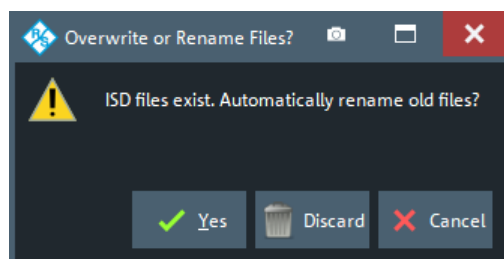 R&S Overwrite or Rename Files?
ISD files exist. Automatically rename old files?
Yes Discard Cancel